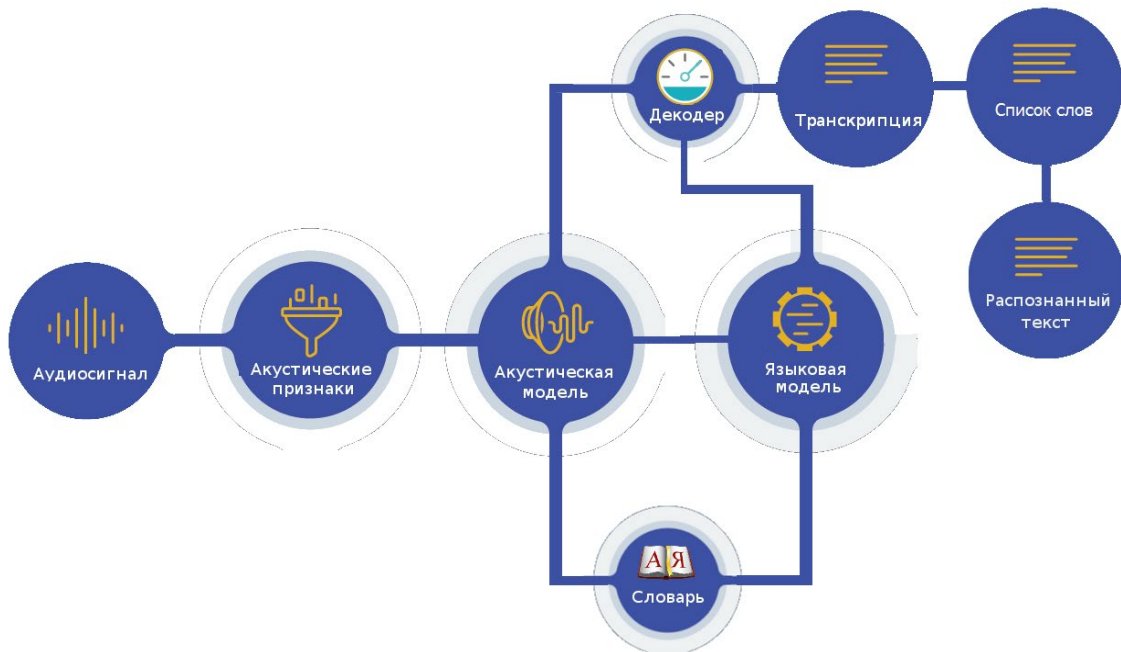 Декодер
Транскрипция
Список слов
Распознанный
текст
Аудиосигнал
Акустические
признаки
Акустическая
модель
Языковая
модель
А Я
Словарь